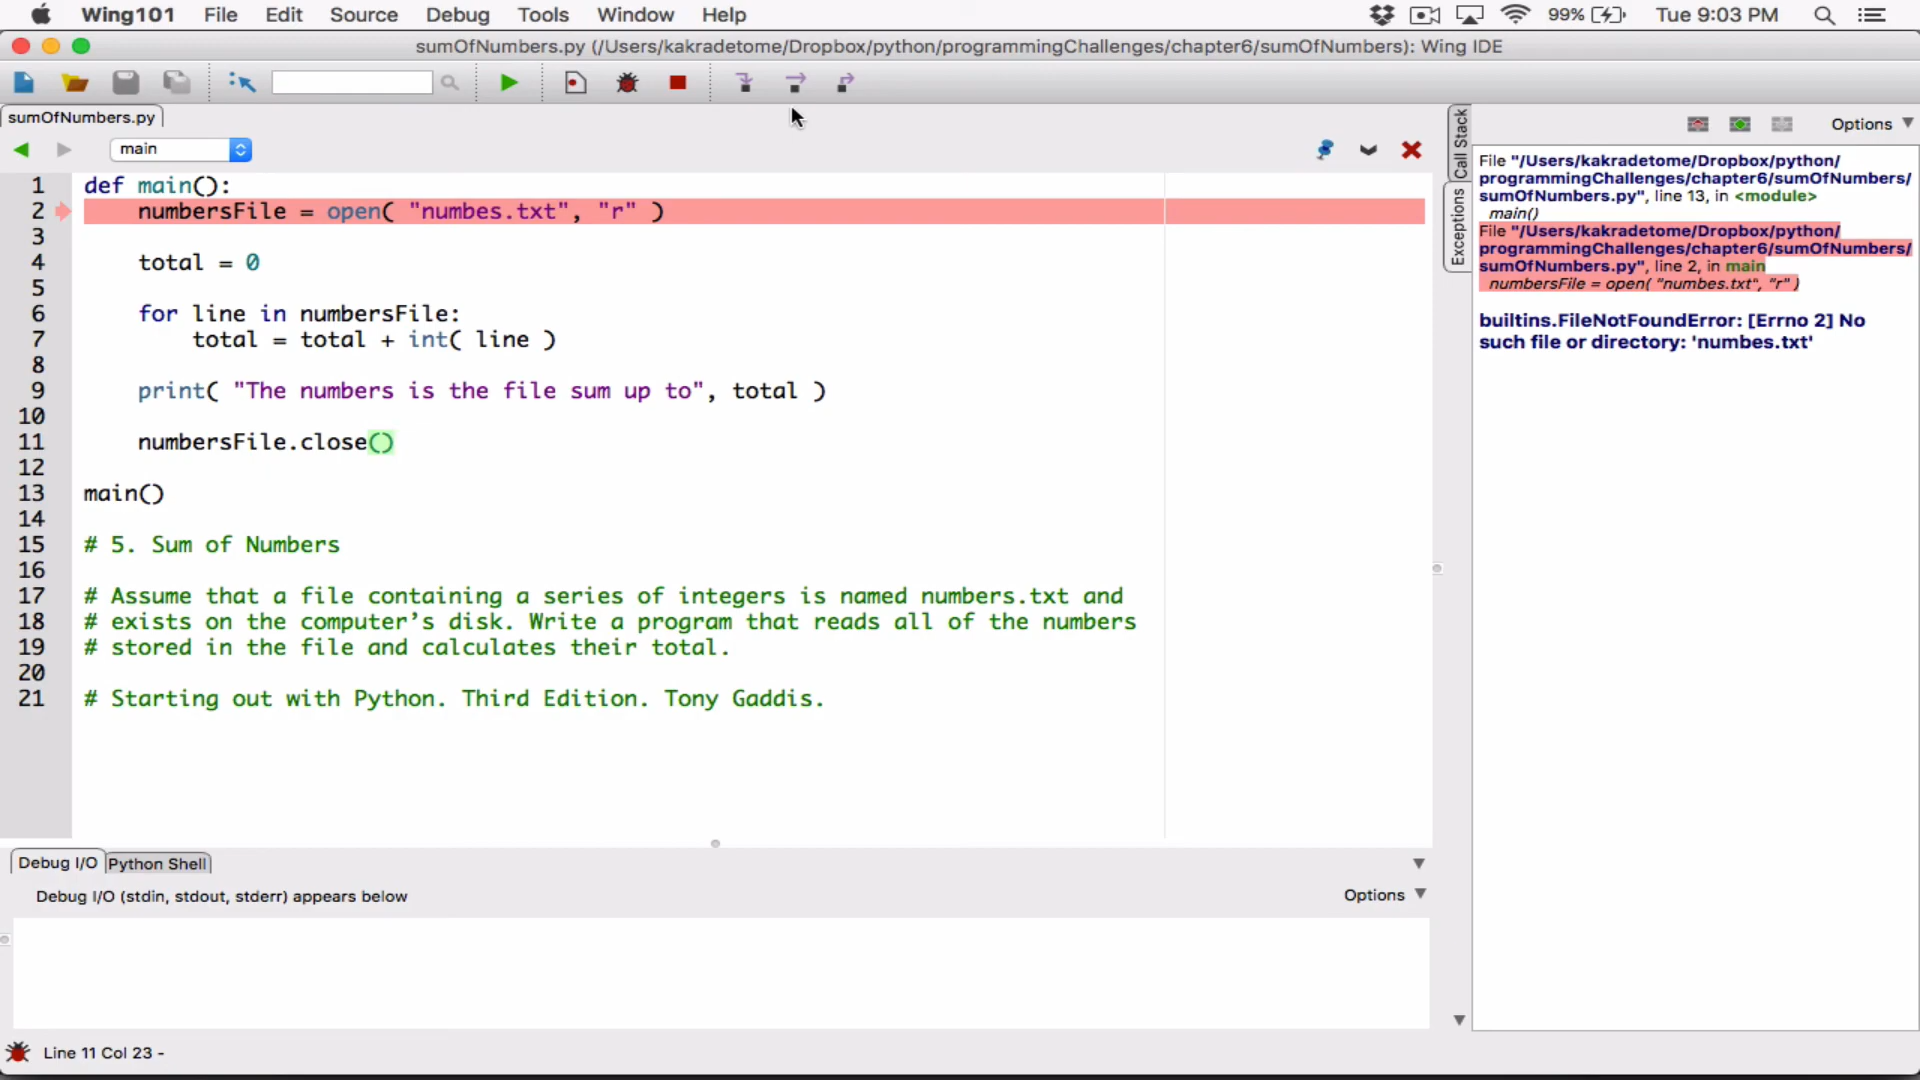 Wing101 File Edit Source Debug Tools Window Help 99% Tue 9:03 PM
sumOfNumbers.py (/Users/kakradetome/Dropbox/python/programmingChallenges/chapter6/sumOfNumbers): Wing IDE
sumOfNumbers.py
main
1 def main():
2 numbersFile = open( "numbes.txt", "r" )
3
4 total = 0
5
6 for line in numbersFile:
7 total = total + int( line )
8
9 print( "The numbers is the file sum up to", total )
10
11 numbersFile.close()
12
13 main()
14
15 # 5. Sum of Numbers
16
17 # Assume that a file containing a series of integers is named numbers.txt and
18 # exists on the computer’s disk. Write a program that reads all of the numbers
19 # stored in the file and calculates their total.
20
21 # Starting out with Python. Third Edition. Tony Gaddis.
Call Stack
Exceptions
Options
File "/Users/kakradetome/Dropbox/python/
programmingChallenges/chapter6/sumOfNumbers/
sumOfNumbers.py", line 13, in <module>
main()
File "/Users/kakradetome/Dropbox/python/
programmingChallenges/chapter6/sumOfNumbers/
sumOfNumbers.py", line 2, in main
numbersFile = open( "numbes.txt", "r" )
builtins.FileNotFoundError: [Errno 2] No
such file or directory: 'numbes.txt'
Debug I/O Python Shell
Debug I/O (stdin, stdout, stderr) appears below Options
Line 11 Col 23 -